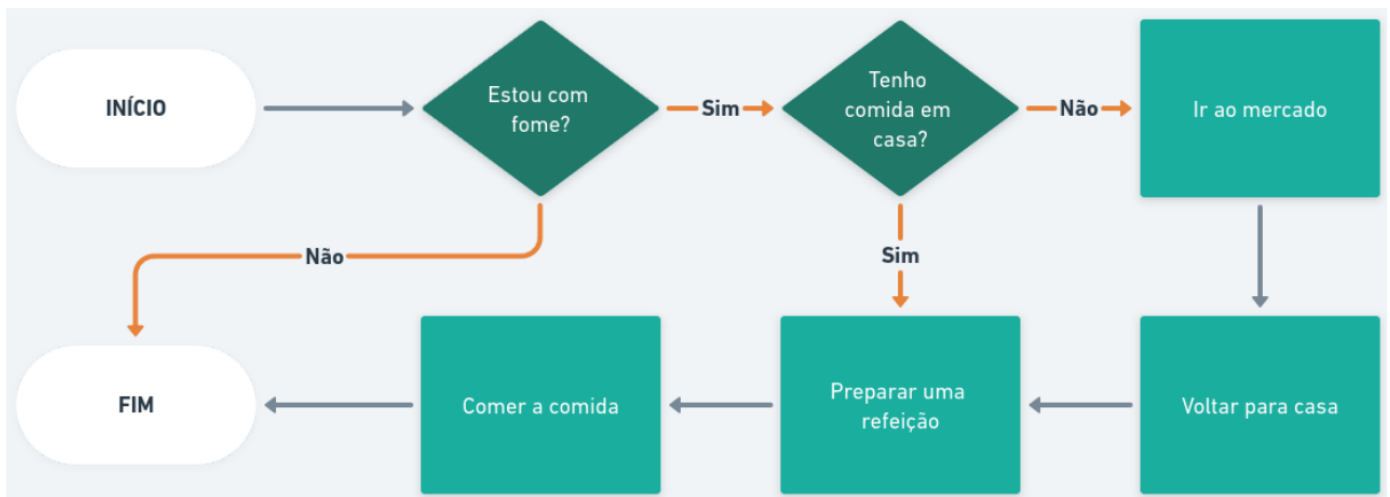 INÍCIO
Estou com
fome?
Sim
Tenho
comida em
casa?
Não
Ir ao mercado
Não
Sim
FIM
Comer a comida
Preparar uma
refeição
Voltar para casa